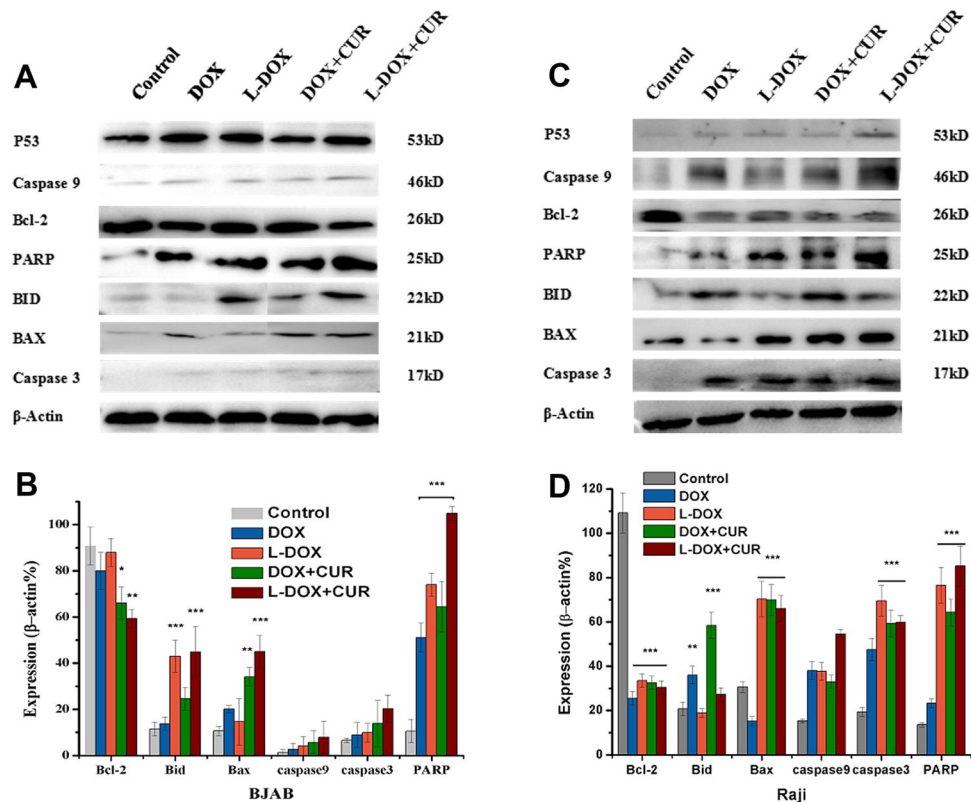 A
Control
DOX
L-DOX
DOX+CUR
L-DOX+CUR
P53 53kD
Caspase 9 46kD
Bcl-2 26kD
PARP 25kD
BID 22kD
BAX 21kD
Caspase 3 17kD
β-Actin
C
Control
DOX
L-DOX
DOX+CUR
L-DOX+CUR
P53 53kD
Caspase 9 46kD
Bcl-2 26kD
PARP 25kD
BID 22kD
BAX 21kD
Caspase 3 17kD
β-Actin
B
Expression (β–actin%)
100
80
60
40
20
0
Control
DOX
L-DOX
DOX+CUR
L-DOX+CUR
*
**
***
***
**
***
***
Bcl-2 Bid Bax caspase9 caspase3 PARP
BJAB
D
Expression (β–actin%)
120
100
80
60
40
20
0
Control
DOX
L-DOX
DOX+CUR
L-DOX+CUR
***
**
***
***
***
***
Bcl-2 Bid Bax caspase9 caspase3 PARP
Raji